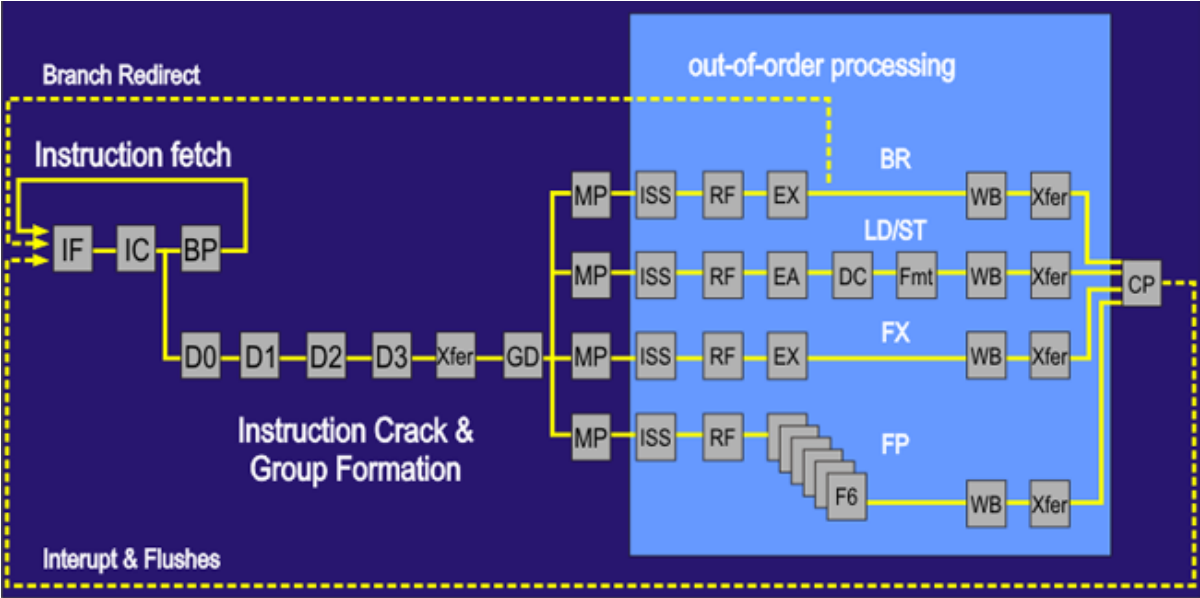 Branch Redirect
out-of-order processing
Instruction fetch
BR
MP ISS RF EX WB Xfer
LD/ST
IF IC BP
MP ISS RF EA DC Fmt WB Xfer
CP
FX
D0 D1 D2 D3 Xfer GD MP ISS RF EX WB Xfer
Instruction Crack &
Group Formation
FP
MP ISS RF
F6 WB Xfer
Interupt & Flushes